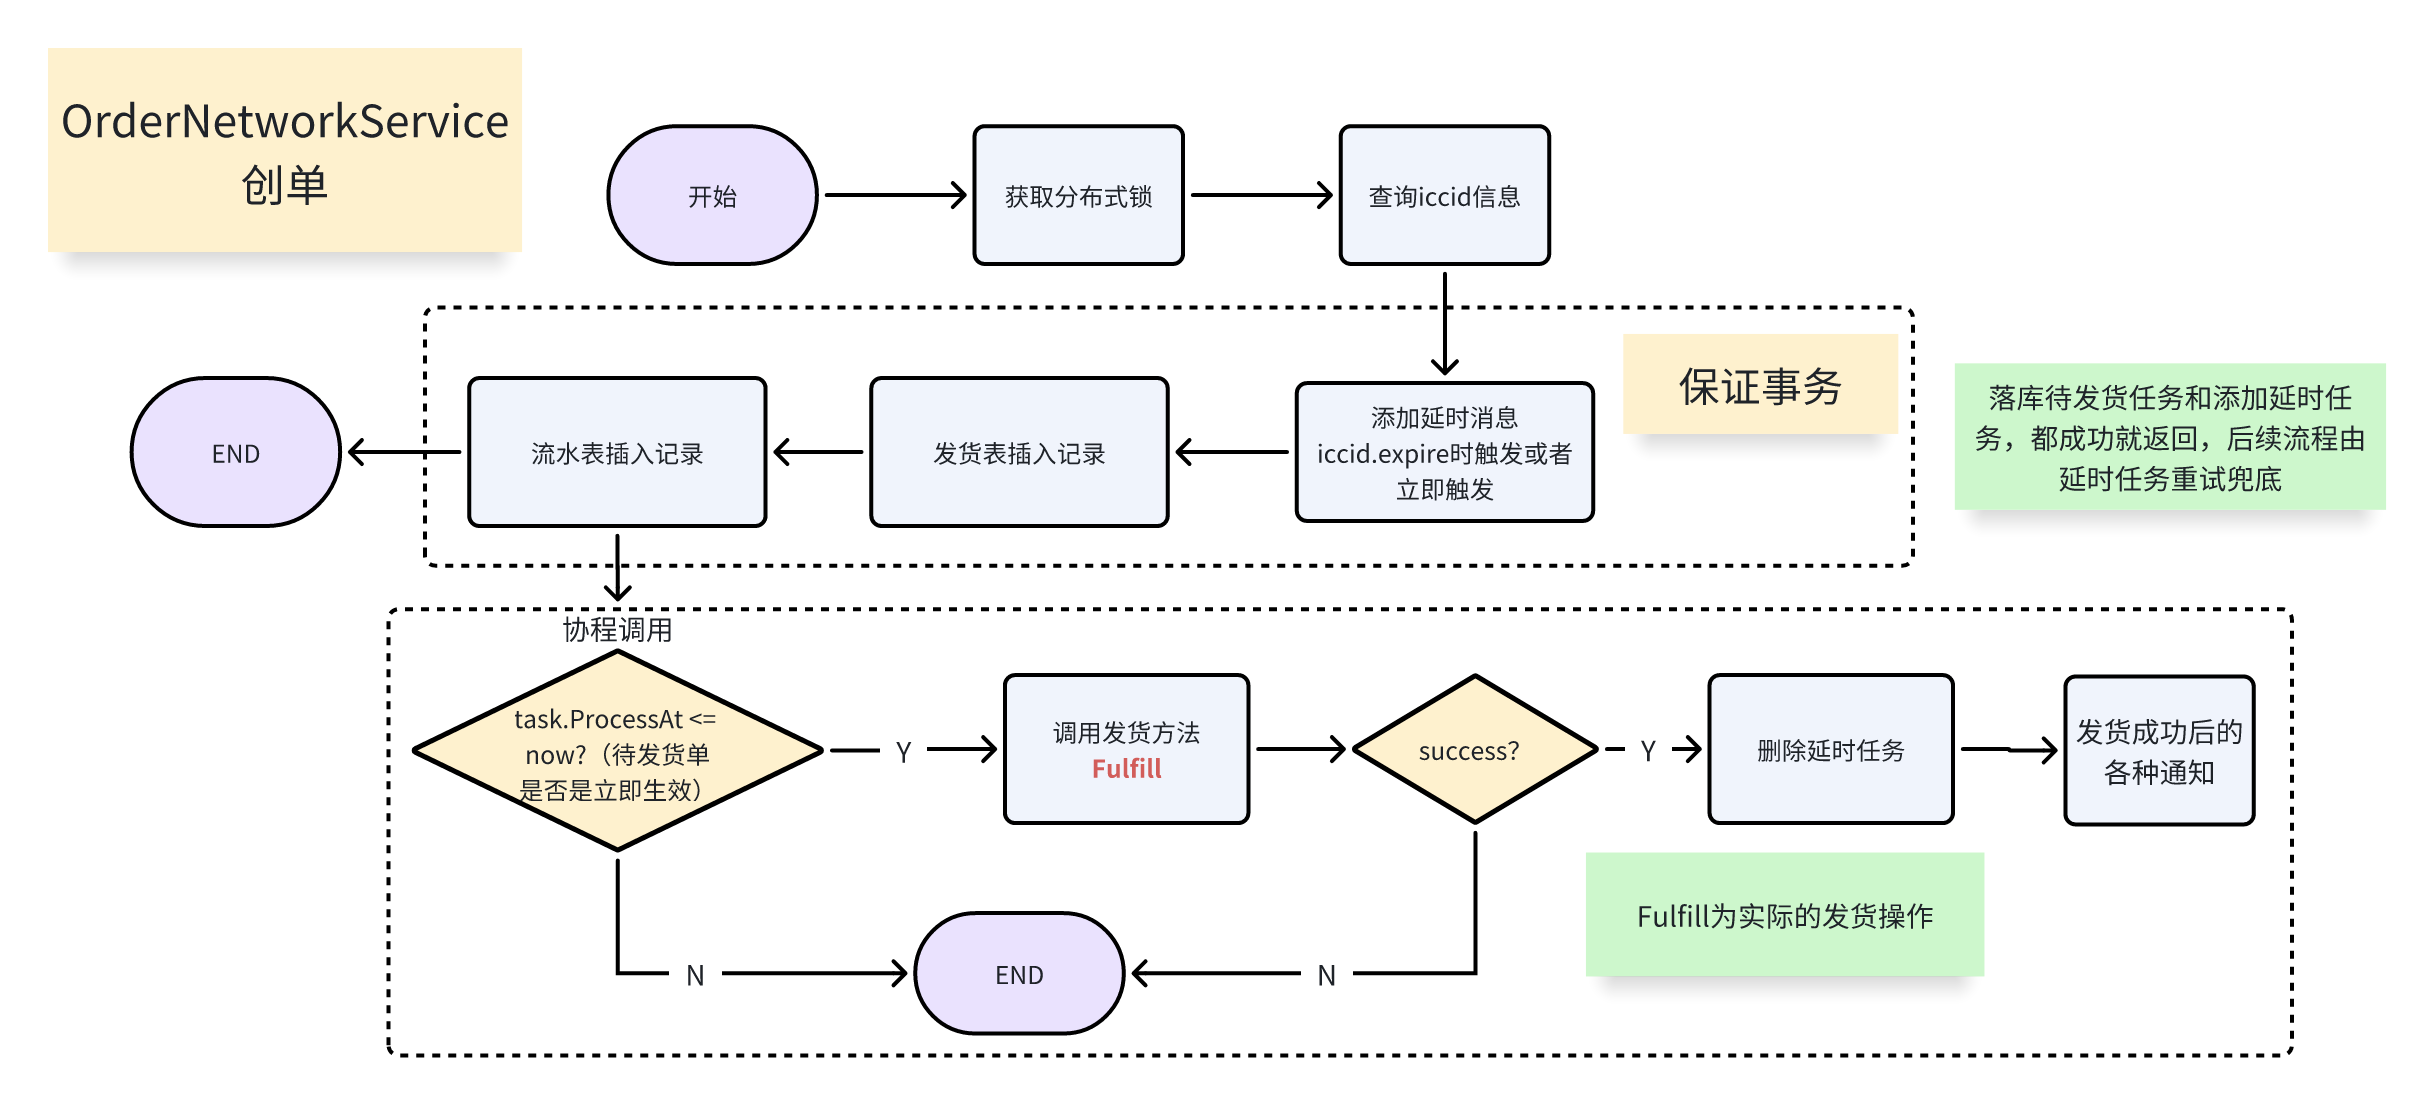 OrderNetworkService
创单
开始
获取分布式锁
查询iccid信息
保证事务
添加延时消息
iccid.expire时触发或者
立即触发
发货表插入记录
流水表插入记录
END
落库待发货任务和添加延时任
务，都成功就返回，后续流程由
延时任务重试兜底
协程调用
task.ProcessAt <=
now?（待发货单
是否是立即生效）
Y
调用发货方法
Fulfill
success?
Y
删除延时任务
发货成功后的
各种通知
Fulfill为实际的发货操作
N
END
N